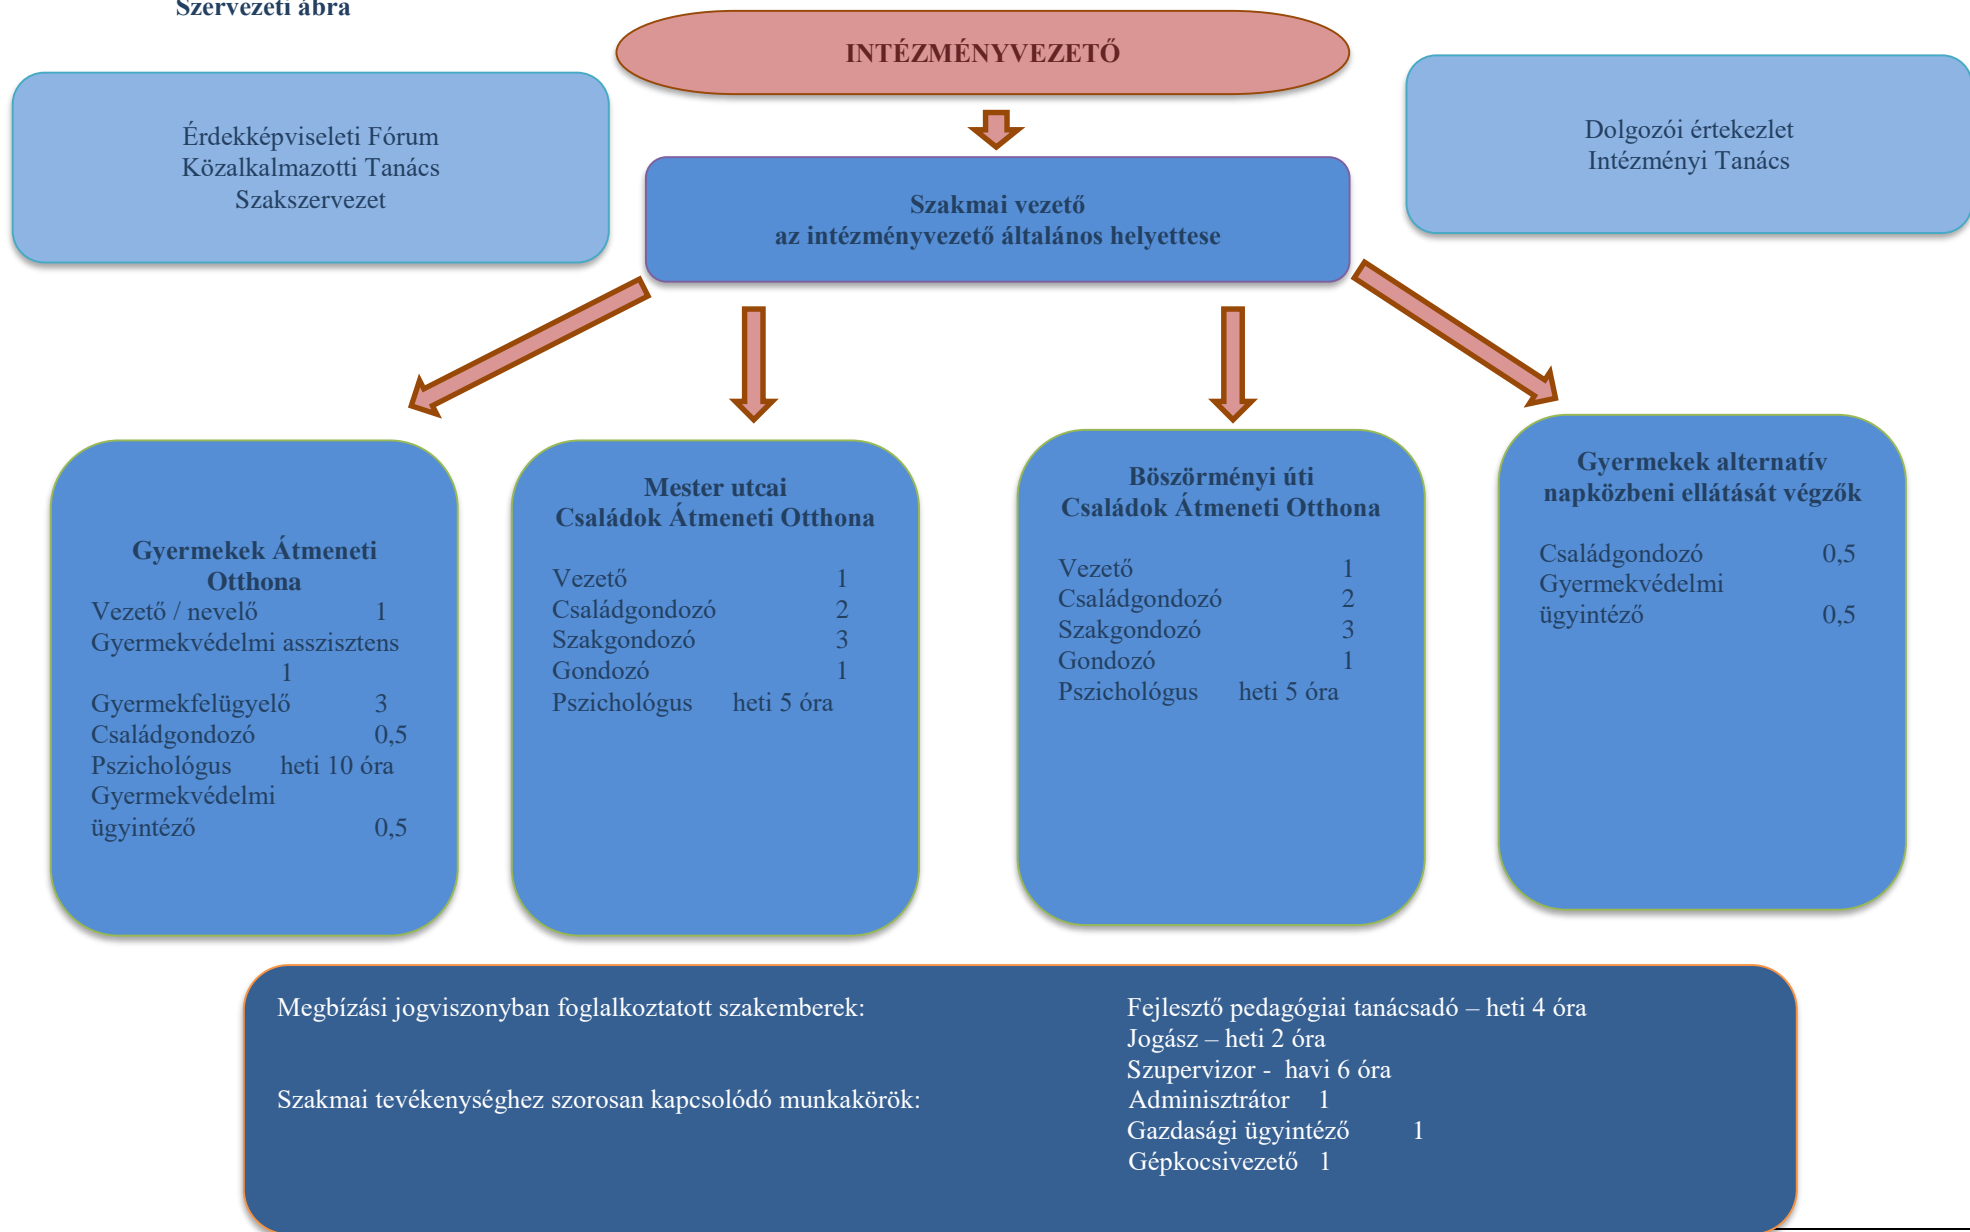 Szervezeti ábra
INTÉZMÉNYVEZETŐ
Érdekképviseleti Fórum
Közalkalmazotti Tanács
Szakszervezet
Dolgozói értekezlet
Intézményi Tanács
Szakmai vezető
az intézményvezető általános helyettese
Gyermekek Átmeneti
Otthona
Vezető / nevelő 1
Gyermekvédelmi asszisztens
1
Gyermekfelügyelő 3
Családgondozó 0,5
Pszichológus heti 10 óra
Gyermekvédelmi
ügyintéző 0,5
Mester utcai
Családok Átmeneti Otthona
Vezető 1
Családgondozó 2
Szakgondozó 3
Gondozó 1
Pszichológus heti 5 óra
Böszörményi úti
Családok Átmeneti Otthona
Vezető 1
Családgondozó 2
Szakgondozó 3
Gondozó 1
Pszichológus heti 5 óra
Gyermekek alternatív
napközbeni ellátását végzők
Családgondozó 0,5
Gyermekvédelmi
ügyintéző 0,5
Megbízási jogviszonyban foglalkoztatott szakemberek: Fejlesztő pedagógiai tanácsadó – heti 4 óra
Jogász – heti 2 óra
Szupervizor - havi 6 óra
Szakmai tevékenységhez szorosan kapcsolódó munkakörök: Adminisztrátor 1
Gazdasági ügyintéző 1
Gépkocsivezető 1